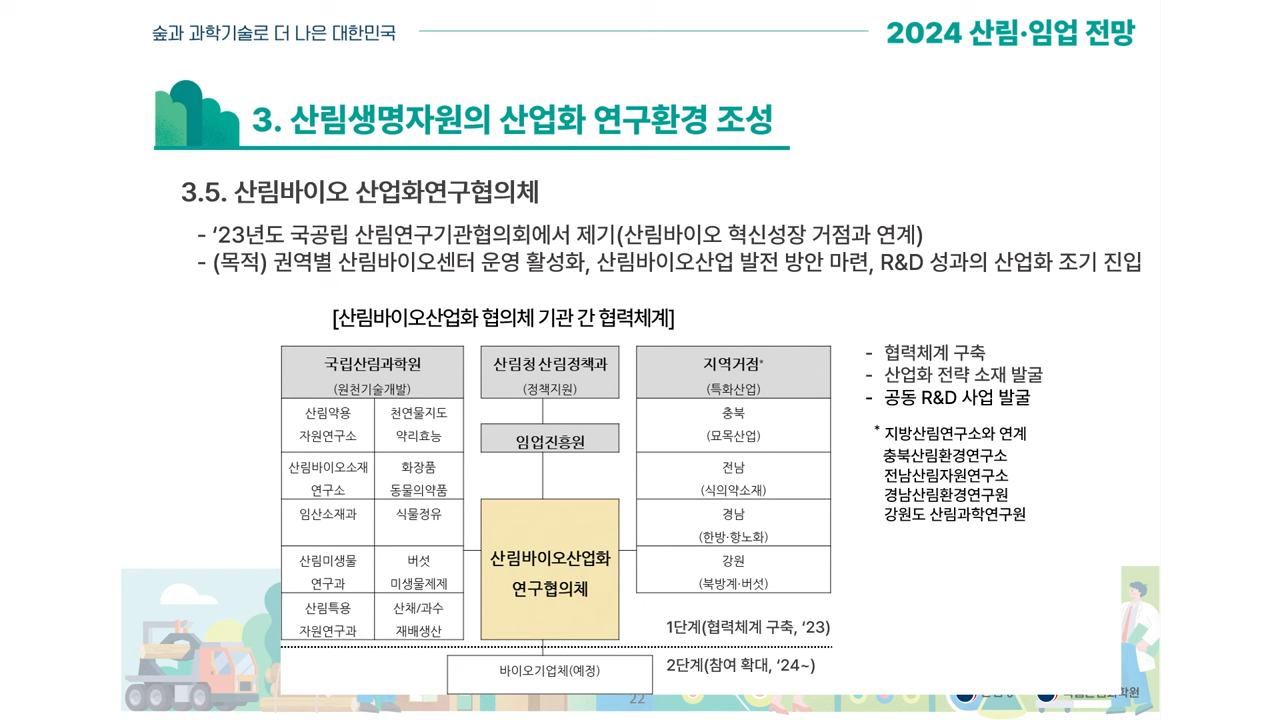 숲과 과학기술로 더 나은 대한민국
2024 산림·임업 전망
3. 산림생명자원의 산업화 연구환경 조성
3.5. 산림바이오 산업화연구협의체
- ‘23년도 국공립 산림연구기관협의회에서 제기(산림바이오 혁신성장 거점과 연계)
- (목적) 권역별 산림바이오센터 운영 활성화, 산림바이오산업 발전 방안 마련, R&D 성과의 산업화 조기 진입
[산림바이오산업화 협의체 기관 간 협력체계]
국립산림과학원
(원천기술개발)
산림약용
자원연구소
천연물지도
약리효능
산림바이오소재
연구소
화장품
동물의약품
임산소재과
식물정유
산림미생물
연구과
버섯
미생물제제
산림특용
자원연구과
산채/과수
재배생산
산림청 산림정책과
(정책지원)
임업진흥원
산림바이오산업화
연구협의체
지역거점*
(특화산업)
충북
(묘목산업)
전남
(식의약소재)
경남
(한방·항노화)
강원
(북방계·버섯)
1단계(협력체계 구축, ‘23)
바이오기업체(예정)
2단계(참여 확대, ‘24~)
- 협력체계 구축
- 산업화 전략 소재 발굴
- 공동 R&D 사업 발굴
* 지방산림연구소와 연계
충북산림환경연구소
전남산림자원연구소
경남산림환경연구원
강원도 산림과학연구원
22